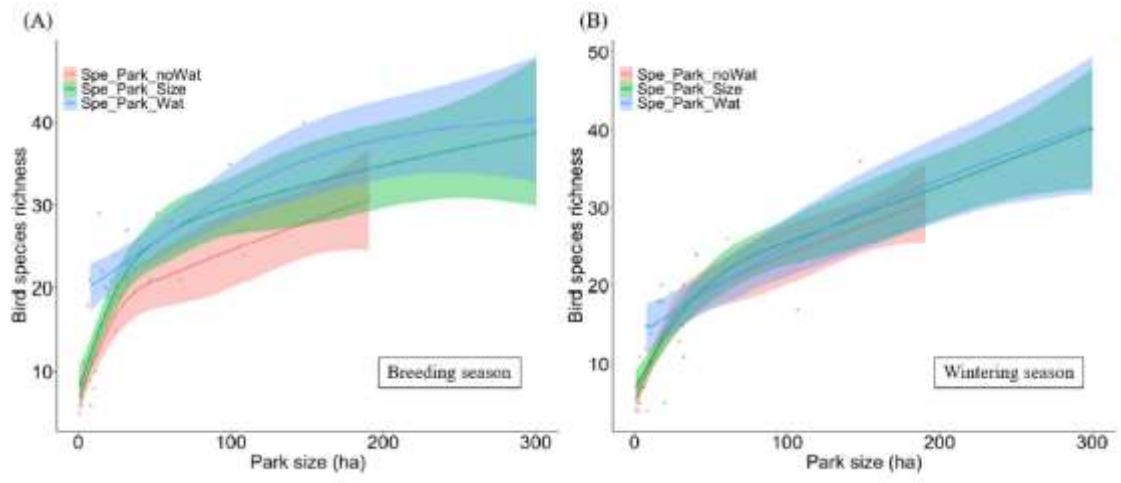 (A)
Spe_Park_noWat
Spe_Park_Size
Spe_Park_Wat
40
30
20
10
Bird species richness
Breeding season
0
100
200
300
Park size (ha)
(B)
50
Spe_Park_noWat
Spe_Park_Size
Spe_Park_Wat
40
30
20
10
Bird species richness
Wintering season
0
100
200
300
Park size (ha)